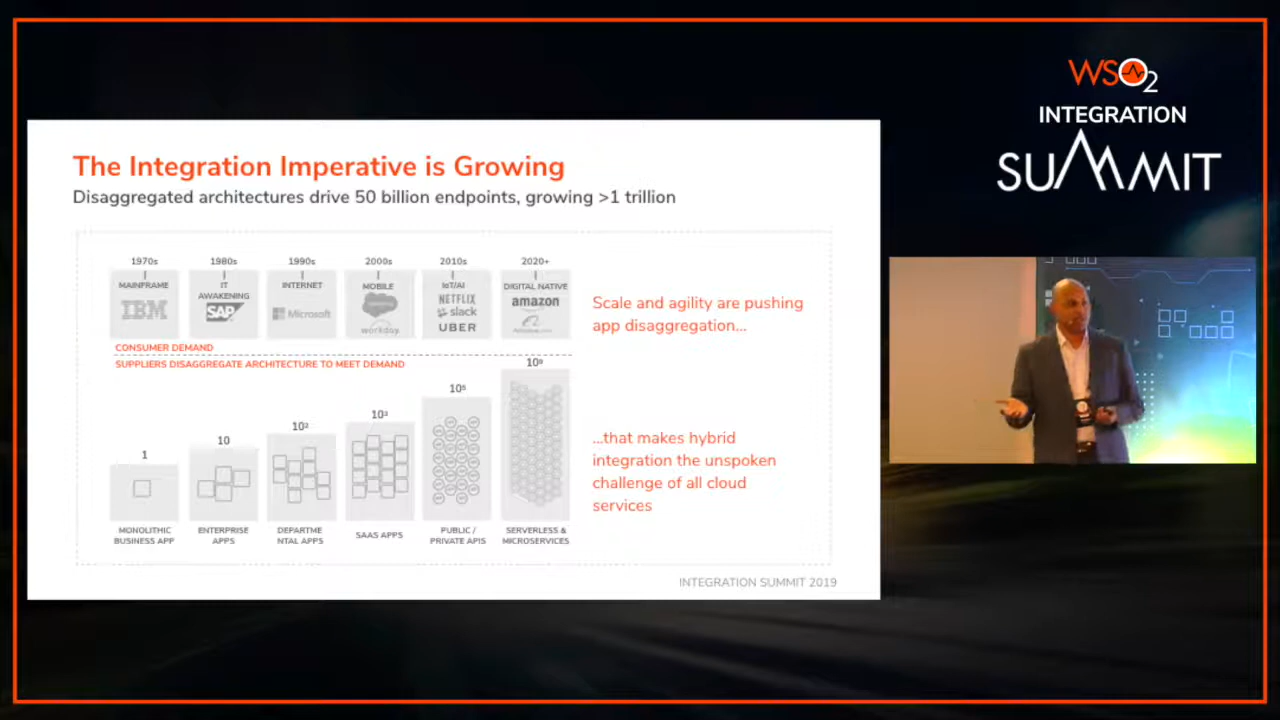 WSO2
INTEGRATION
SUMMIT
The Integration Imperative is Growing
Disaggregated architectures drive 50 billion endpoints, growing >1 trillion
1970s 1980s 1990s 2000s 2010s 2020+
MAINFRAME
IBM
IT
AWAKENING
SAP
INTERNET
Microsoft
MOBILE
salesforce
workday
IoT/AI
NETFLIX
slack
UBER
DIGITAL NATIVE
amazon
Scale and agility are pushing
app disaggregation...
CONSUMER DEMAND
SUPPLIERS DISAGGREGATE ARCHITECTURE TO MEET DEMAND
1 10 10² 10³ 10⁵ 10⁹
...that makes hybrid
integration the unspoken
challenge of all cloud
services
MONOLITHIC
BUSINESS APP
ENTERPRISE
APPS
DEPARTME
NTAL APPS
SAAS APPS
PUBLIC /
PRIVATE APIS
SERVERLESS &
MICROSERVICES
INTEGRATION SUMMIT 2019